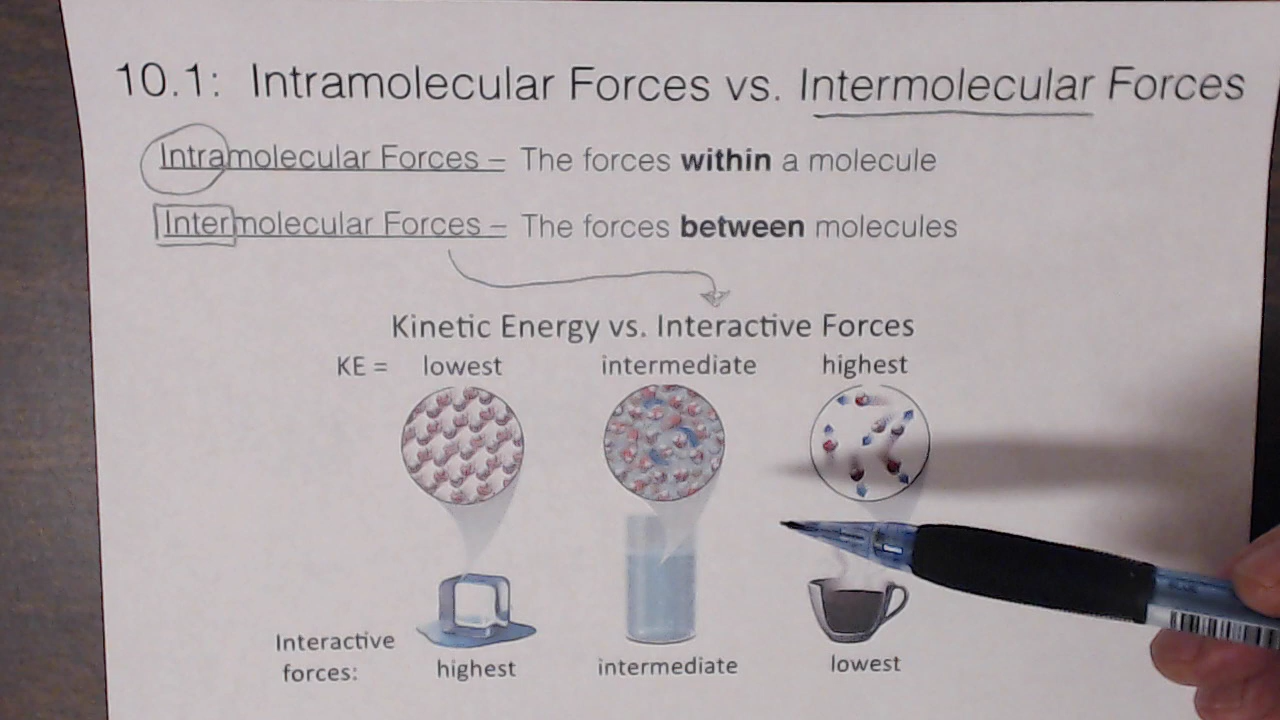 10.1: Intramolecular Forces vs. Intermolecular Forces
Intramolecular Forces – The forces within a molecule
Intermolecular Forces – The forces between molecules
Kinetic Energy vs. Interactive Forces
KE = lowest intermediate highest
Interactive
forces: highest intermediate lowest